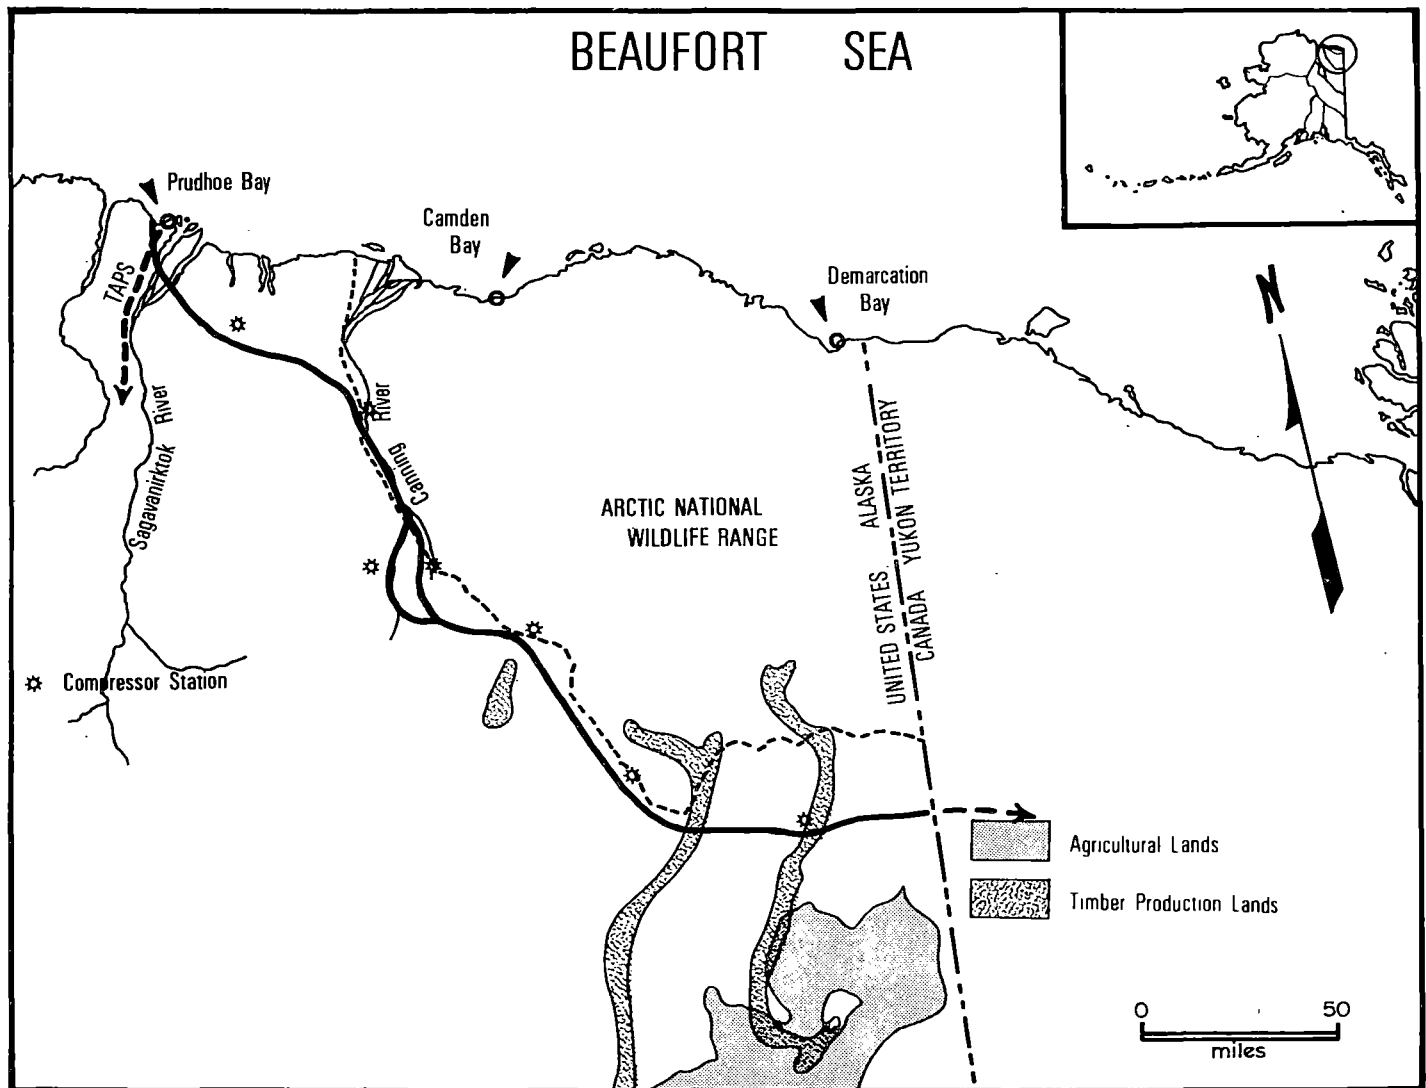 BEAUFORT SEA
Prudhoe Bay
Camden
Bay
Demarcation
Bay
TAPS
N
Sagavanirktok River
Canning River
ARCTIC NATIONAL
WILDLIFE RANGE
UNITED STATES ALASKA
CANADA YUKON TERRITORY
Compressor Station
Agricultural Lands
Timber Production Lands
0 50
miles